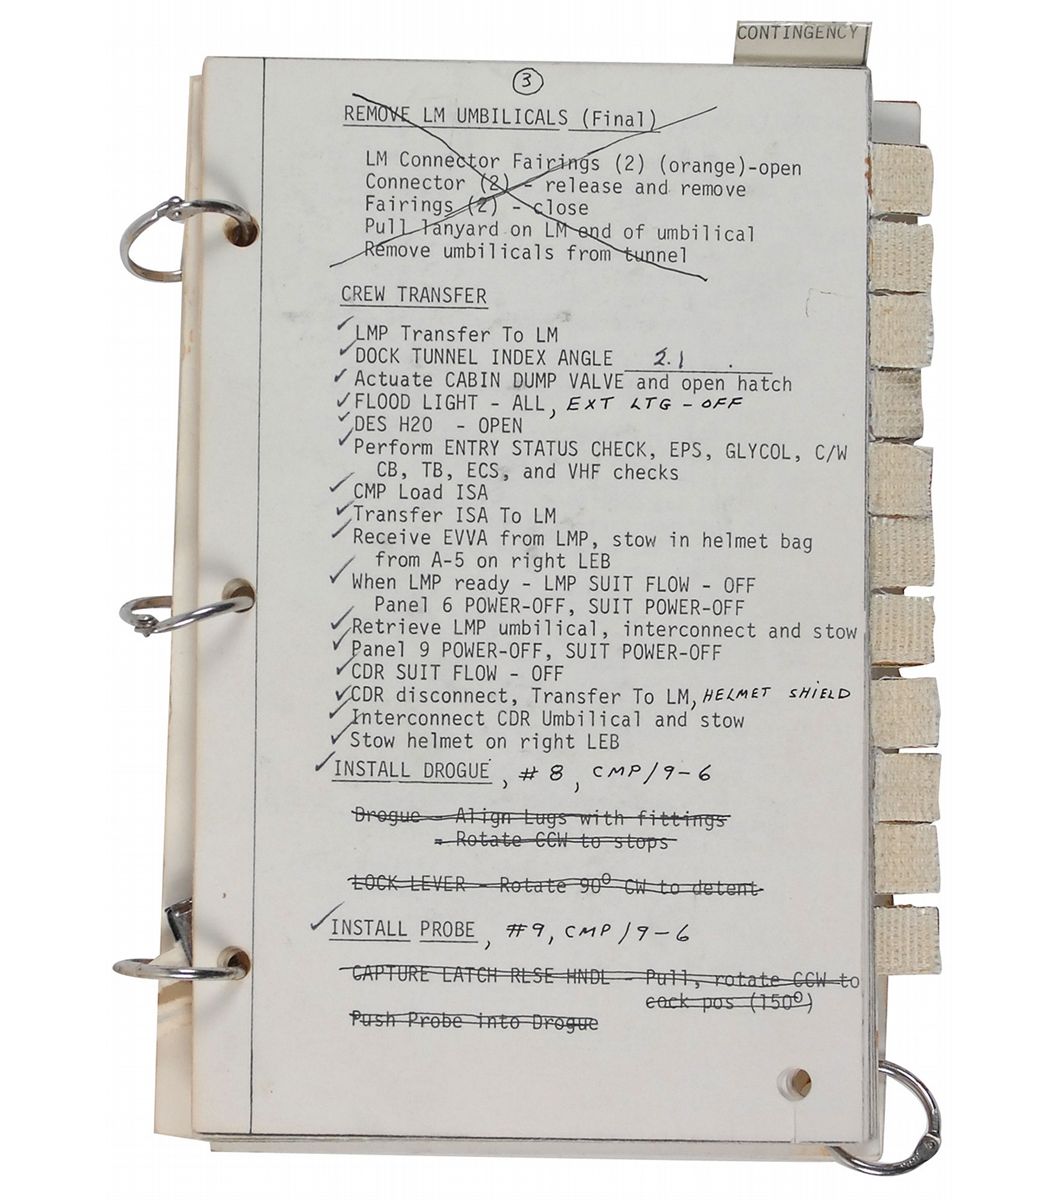 CONTINGENCY
3
REMOVE LM UMBILICALS (Final)
LM Connector Fairings (2) (orange)-open
Connector (2) - release and remove
Fairings (2) - close
Pull lanyard on LM end of umbilical
Remove umbilicals from tunnel
CREW TRANSFER
✓LMP Transfer To LM
✓DOCK TUNNEL INDEX ANGLE 2.1 .
✓Actuate CABIN DUMP VALVE and open hatch
✓FLOOD LIGHT - ALL, EXT LTG - OFF
✓DES H2O - OPEN
✓Perform ENTRY STATUS CHECK, EPS, GLYCOL, C/W
CB, TB, ECS, and VHF checks
✓CMP Load ISA
✓Transfer ISA To LM
✓Receive EVVA from LMP, stow in helmet bag
from A-5 on right LEB
✓When LMP ready - LMP SUIT FLOW - OFF
Panel 6 POWER-OFF, SUIT POWER-OFF
✓Retrieve LMP umbilical, interconnect and stow
✓Panel 9 POWER-OFF, SUIT POWER-OFF
✓CDR SUIT FLOW - OFF
✓CDR disconnect, Transfer To LM, HELMET SHIELD
✓Interconnect CDR Umbilical and stow
✓Stow helmet on right LEB
✓INSTALL DROGUE, #8, CMP/9-6
Drogue - Align Lugs with fittings
- Rotate CCW to stops
LOCK LEVER - Rotate 90º CW to detent
✓INSTALL PROBE, #9, CMP/9-6
CAPTURE LATCH RLSE HNDL - Pull, rotate CCW to
cock pos (150º)
Push Probe into Drogue